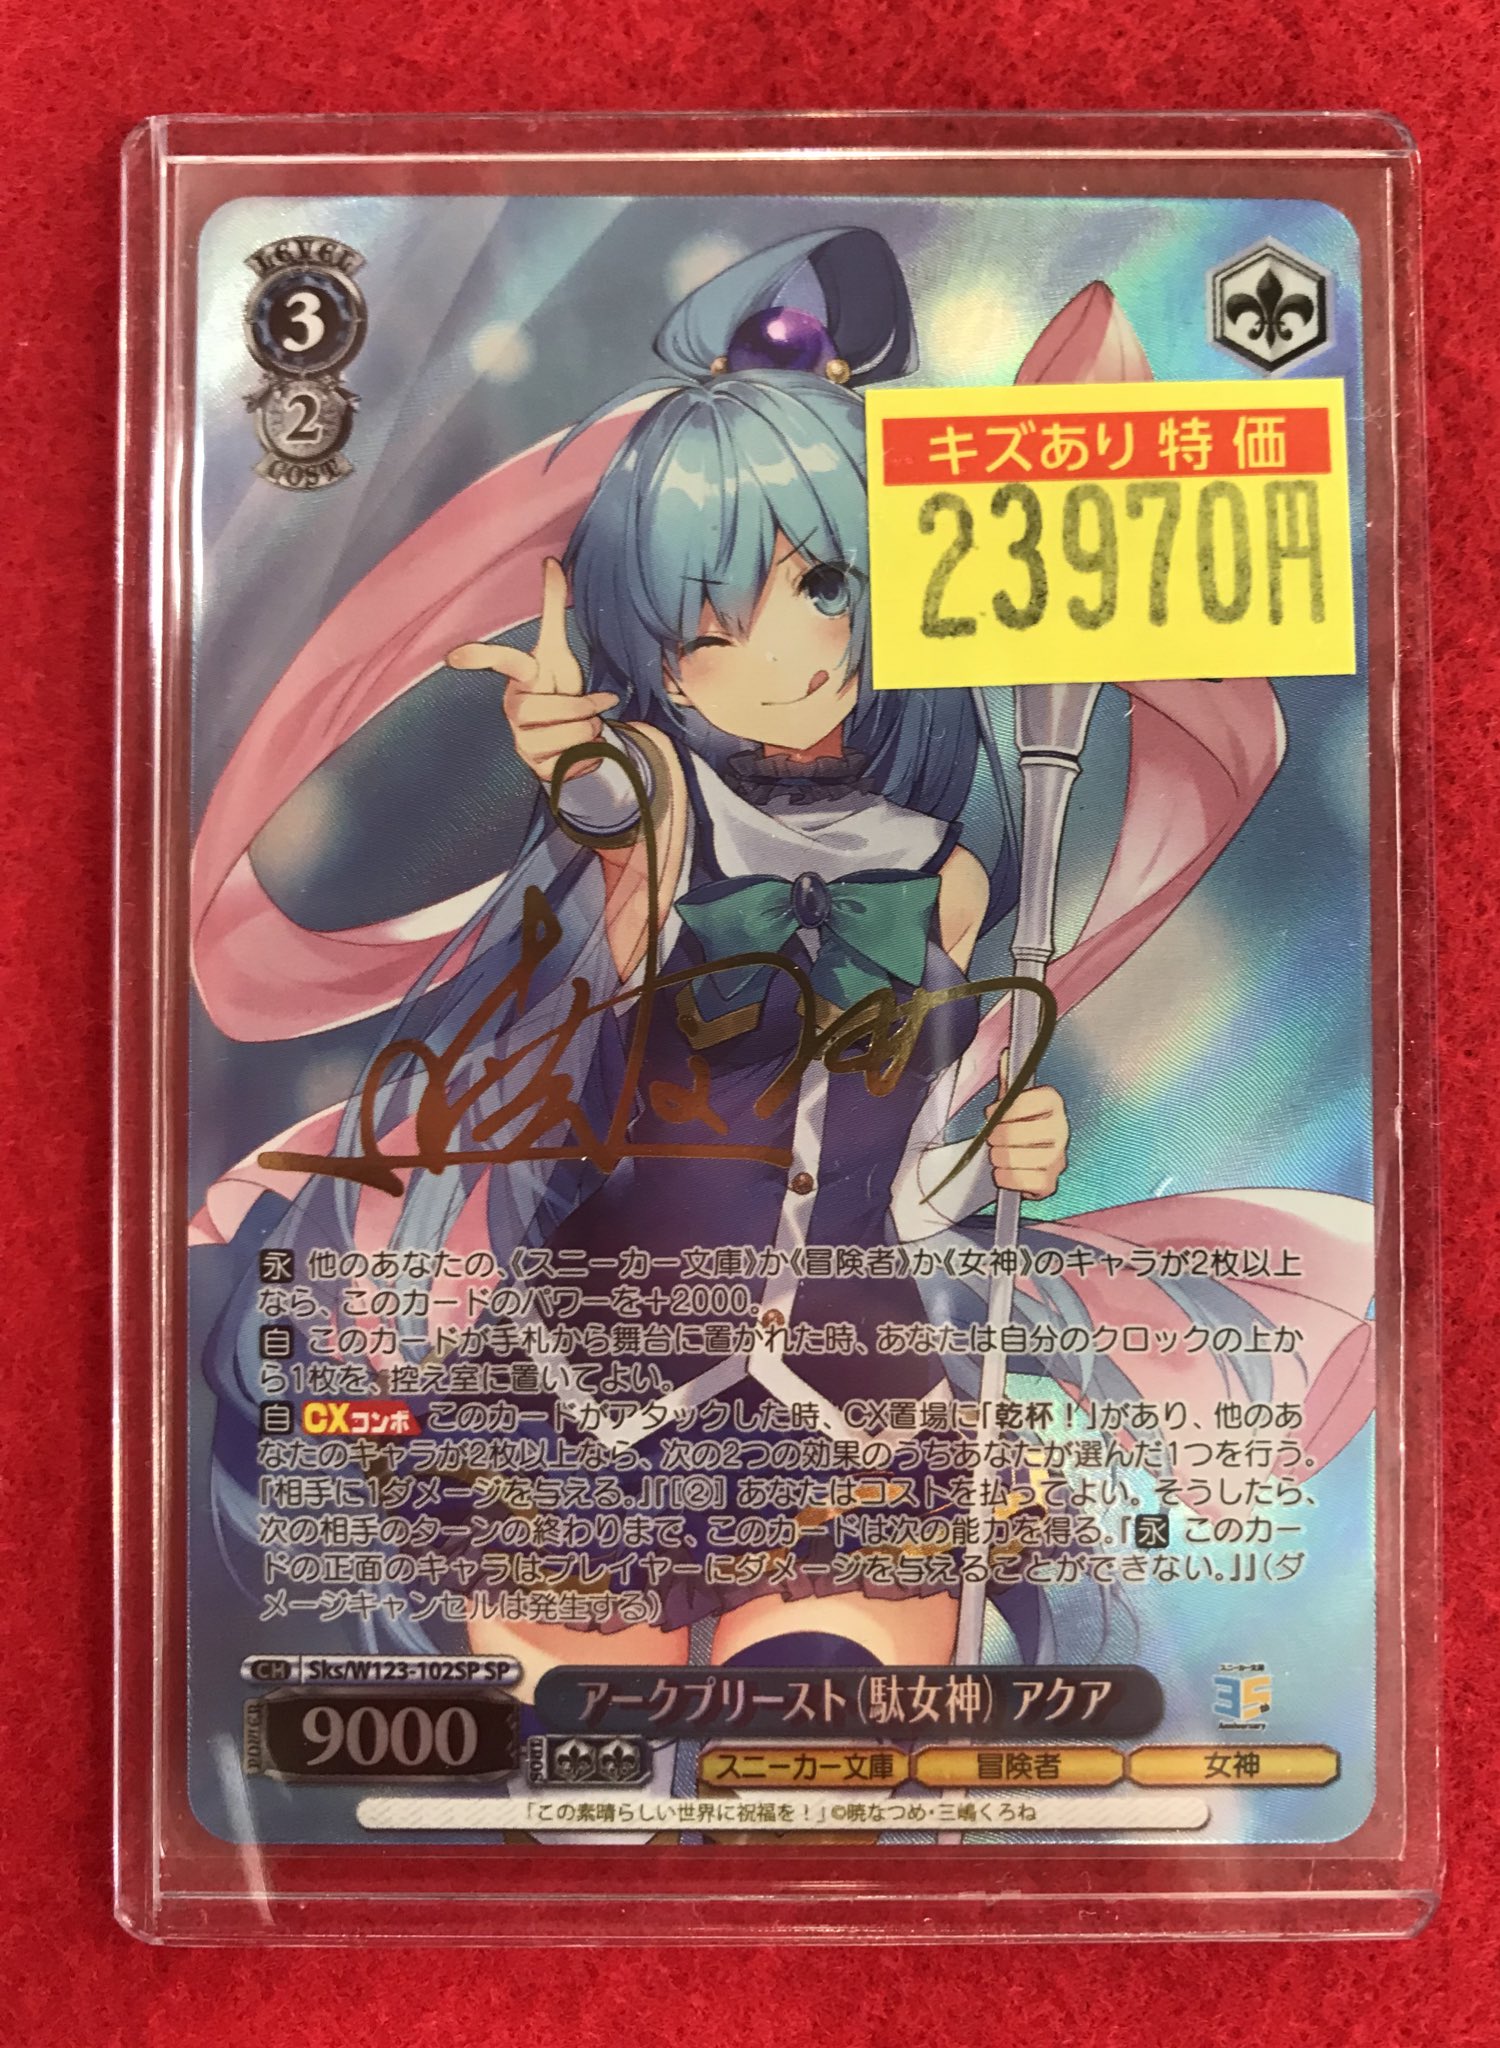 LEVEL
3
2
COST
キズあり 特価
23970円
永 他のあなたの、《スニーカー文庫》か《冒険者》か《女神》のキャラが2枚以上
なら、このカードのパワーを+2000。
自 このカードが手札から舞台に置かれた時、あなたは自分のクロックの上か
ら1枚を、控え室に置いてよい。
自 CXコンボ このカードがアタックした時、CX置場に「乾杯！」があり、他のあ
なたのキャラが2枚以上なら、次の2つの効果のうちあなたが選んだ1つを行う。
『相手に1ダメージを与える。』『[②] あなたはコストを払ってよい。そうしたら、
次の相手のターンの終わりまで、このカードは次の能力を得る。『永 このカー
ドの正面のキャラはプレイヤーにダメージを与えることができない。』』（ダ
メージキャンセルは発生する）
CH Sks/W123-102SP SP
アークプリースト（駄女神） アクア
スニーカー文庫
35th
Anniversary
POWER
9000
SOUL
スニーカー文庫 冒険者 女神
「この素晴らしい世界に祝福を！」©暁なつめ・三嶋くろね